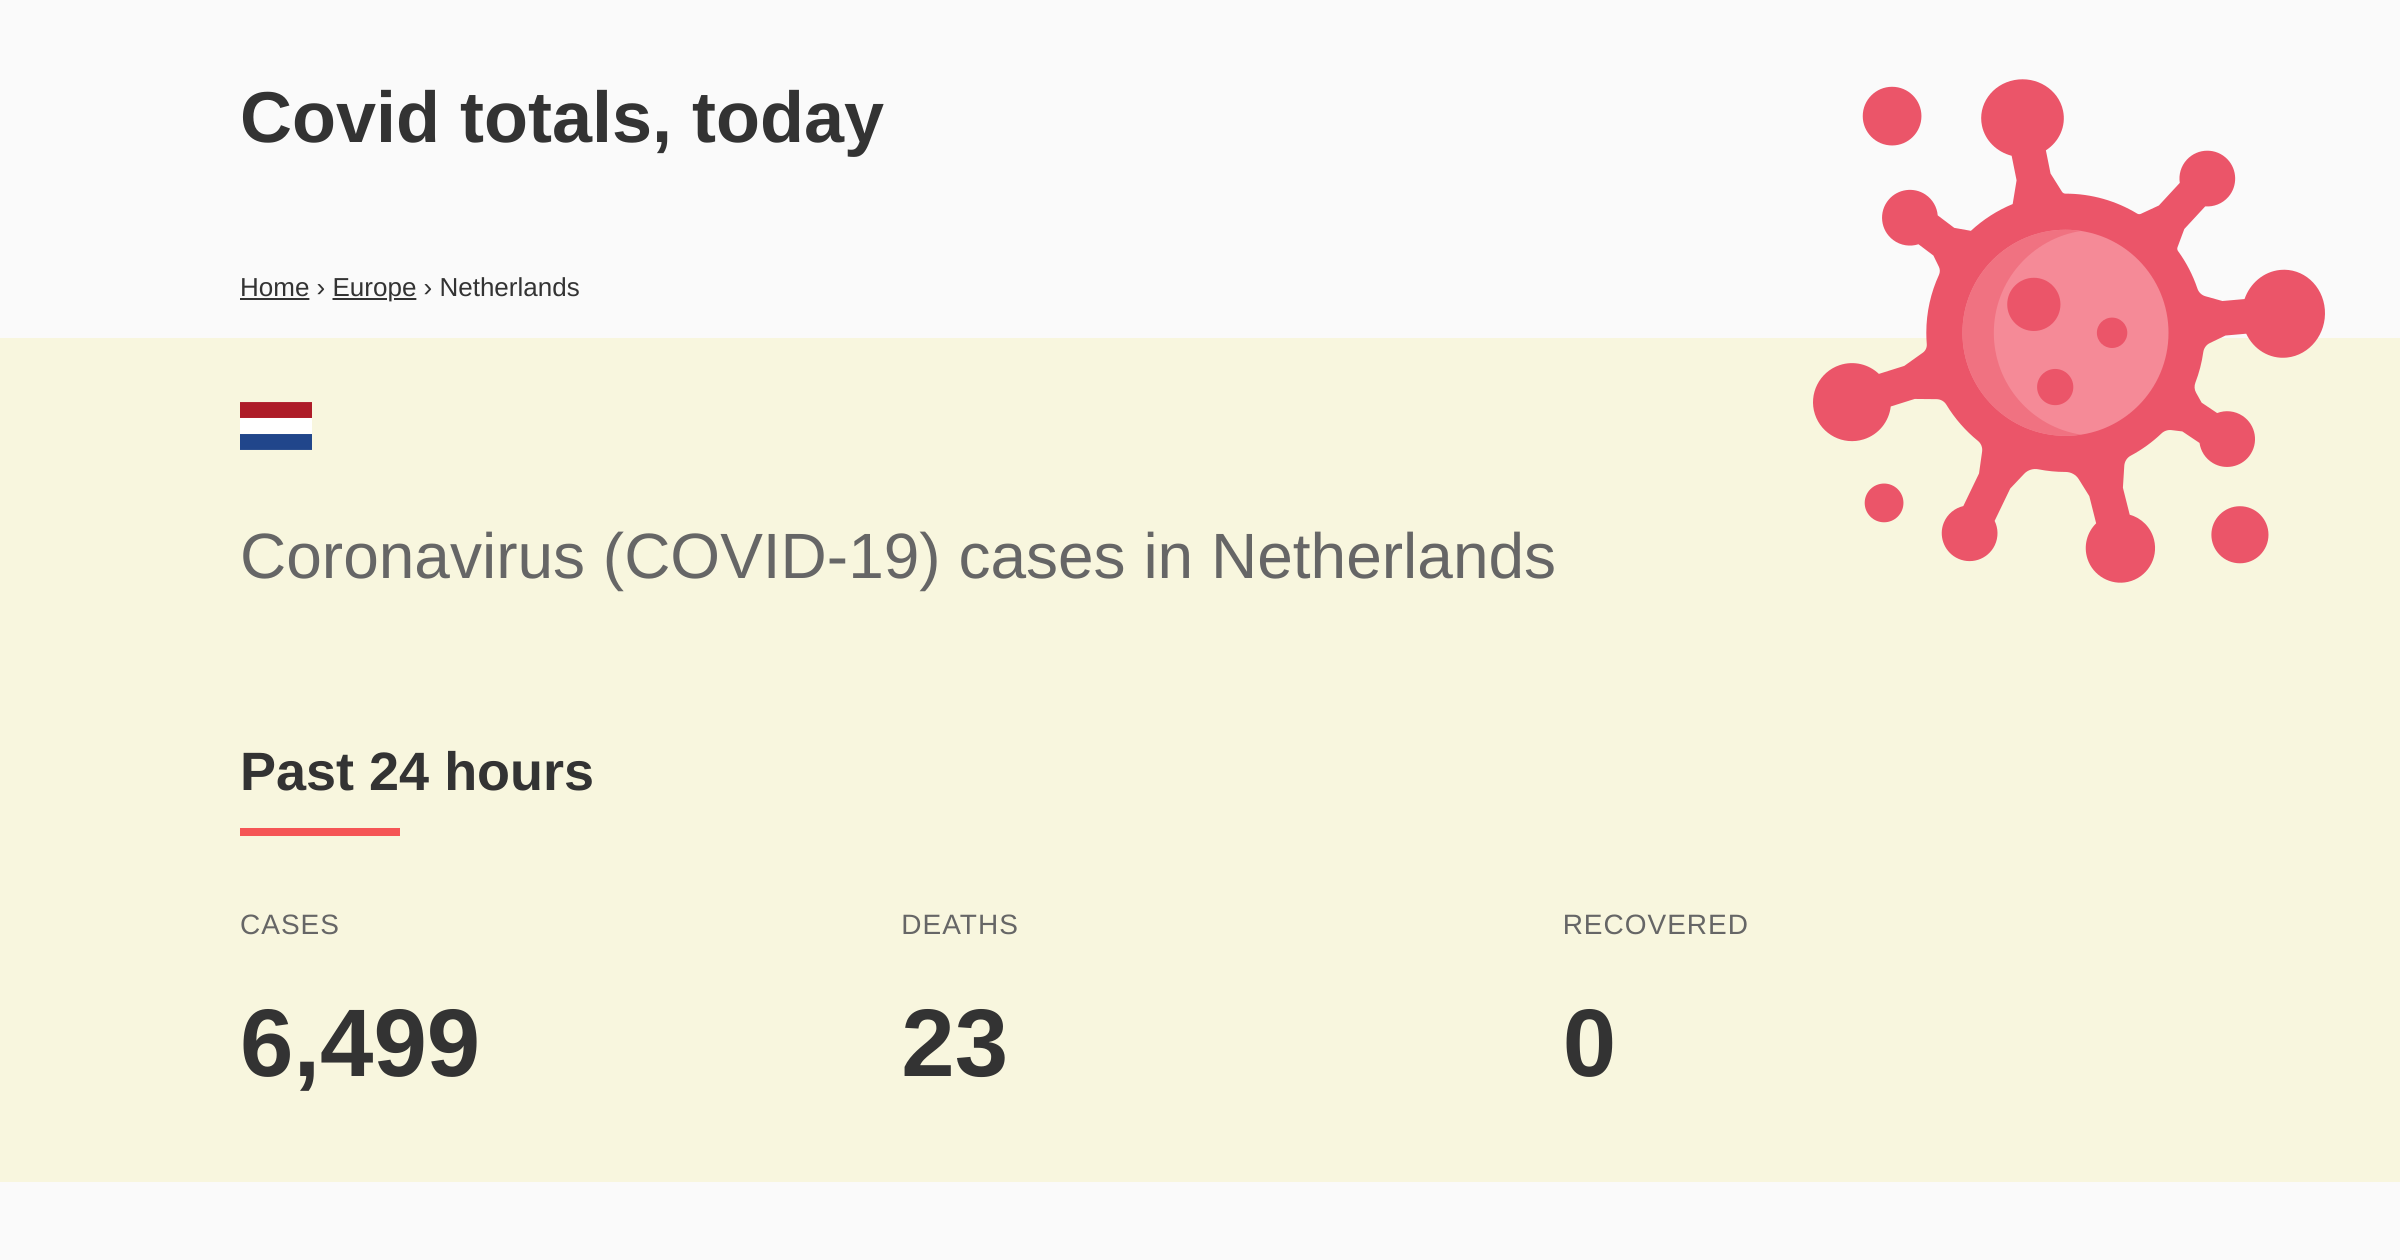 Covid totals, today
Home › Europe › Netherlands
Coronavirus (COVID-19) cases in Netherlands
Past 24 hours
CASES DEATHS RECOVERED
6,499 23 0